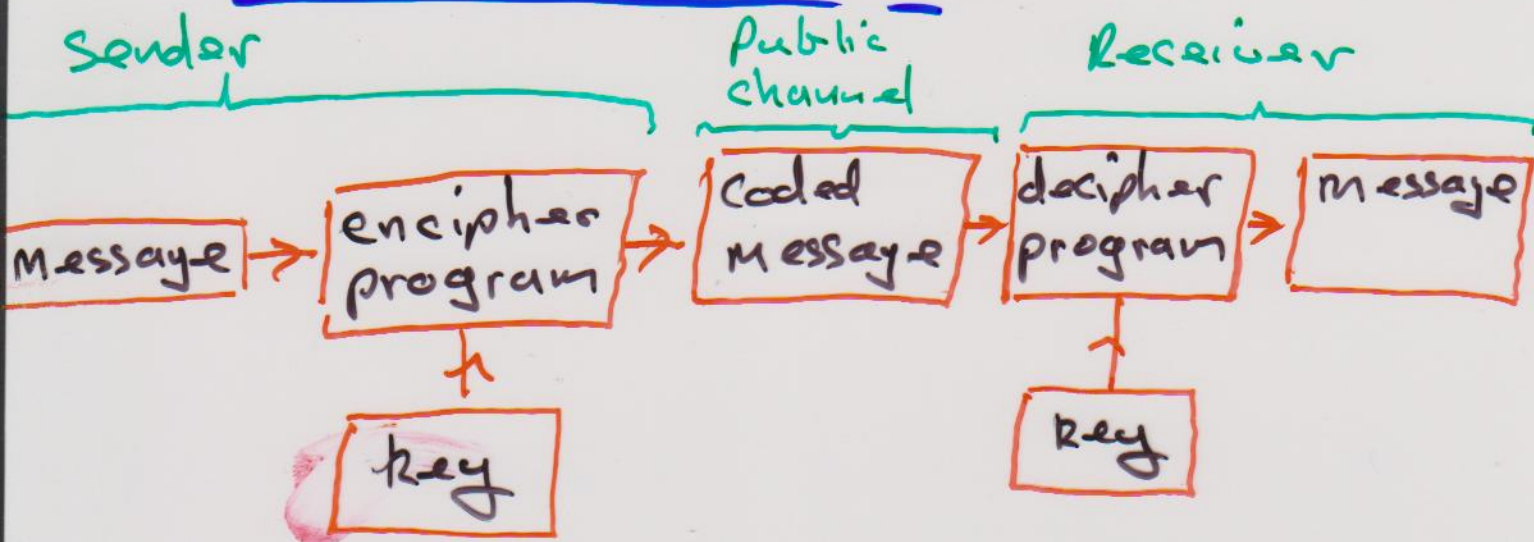 Sender
Public
channel
Receiver
Message
encipher
program
Coded
Message
decipher
program
message
key
key